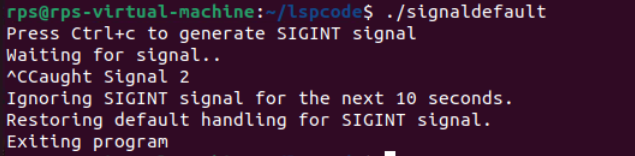 rps@rps-virtual-machine:~/lspcode$ ./signaldefault
Press Ctrl+c to generate SIGINT signal
Waiting for signal..
^CCaught Signal 2
Ignoring SIGINT signal for the next 10 seconds.
Restoring default handling for SIGINT signal.
Exiting program